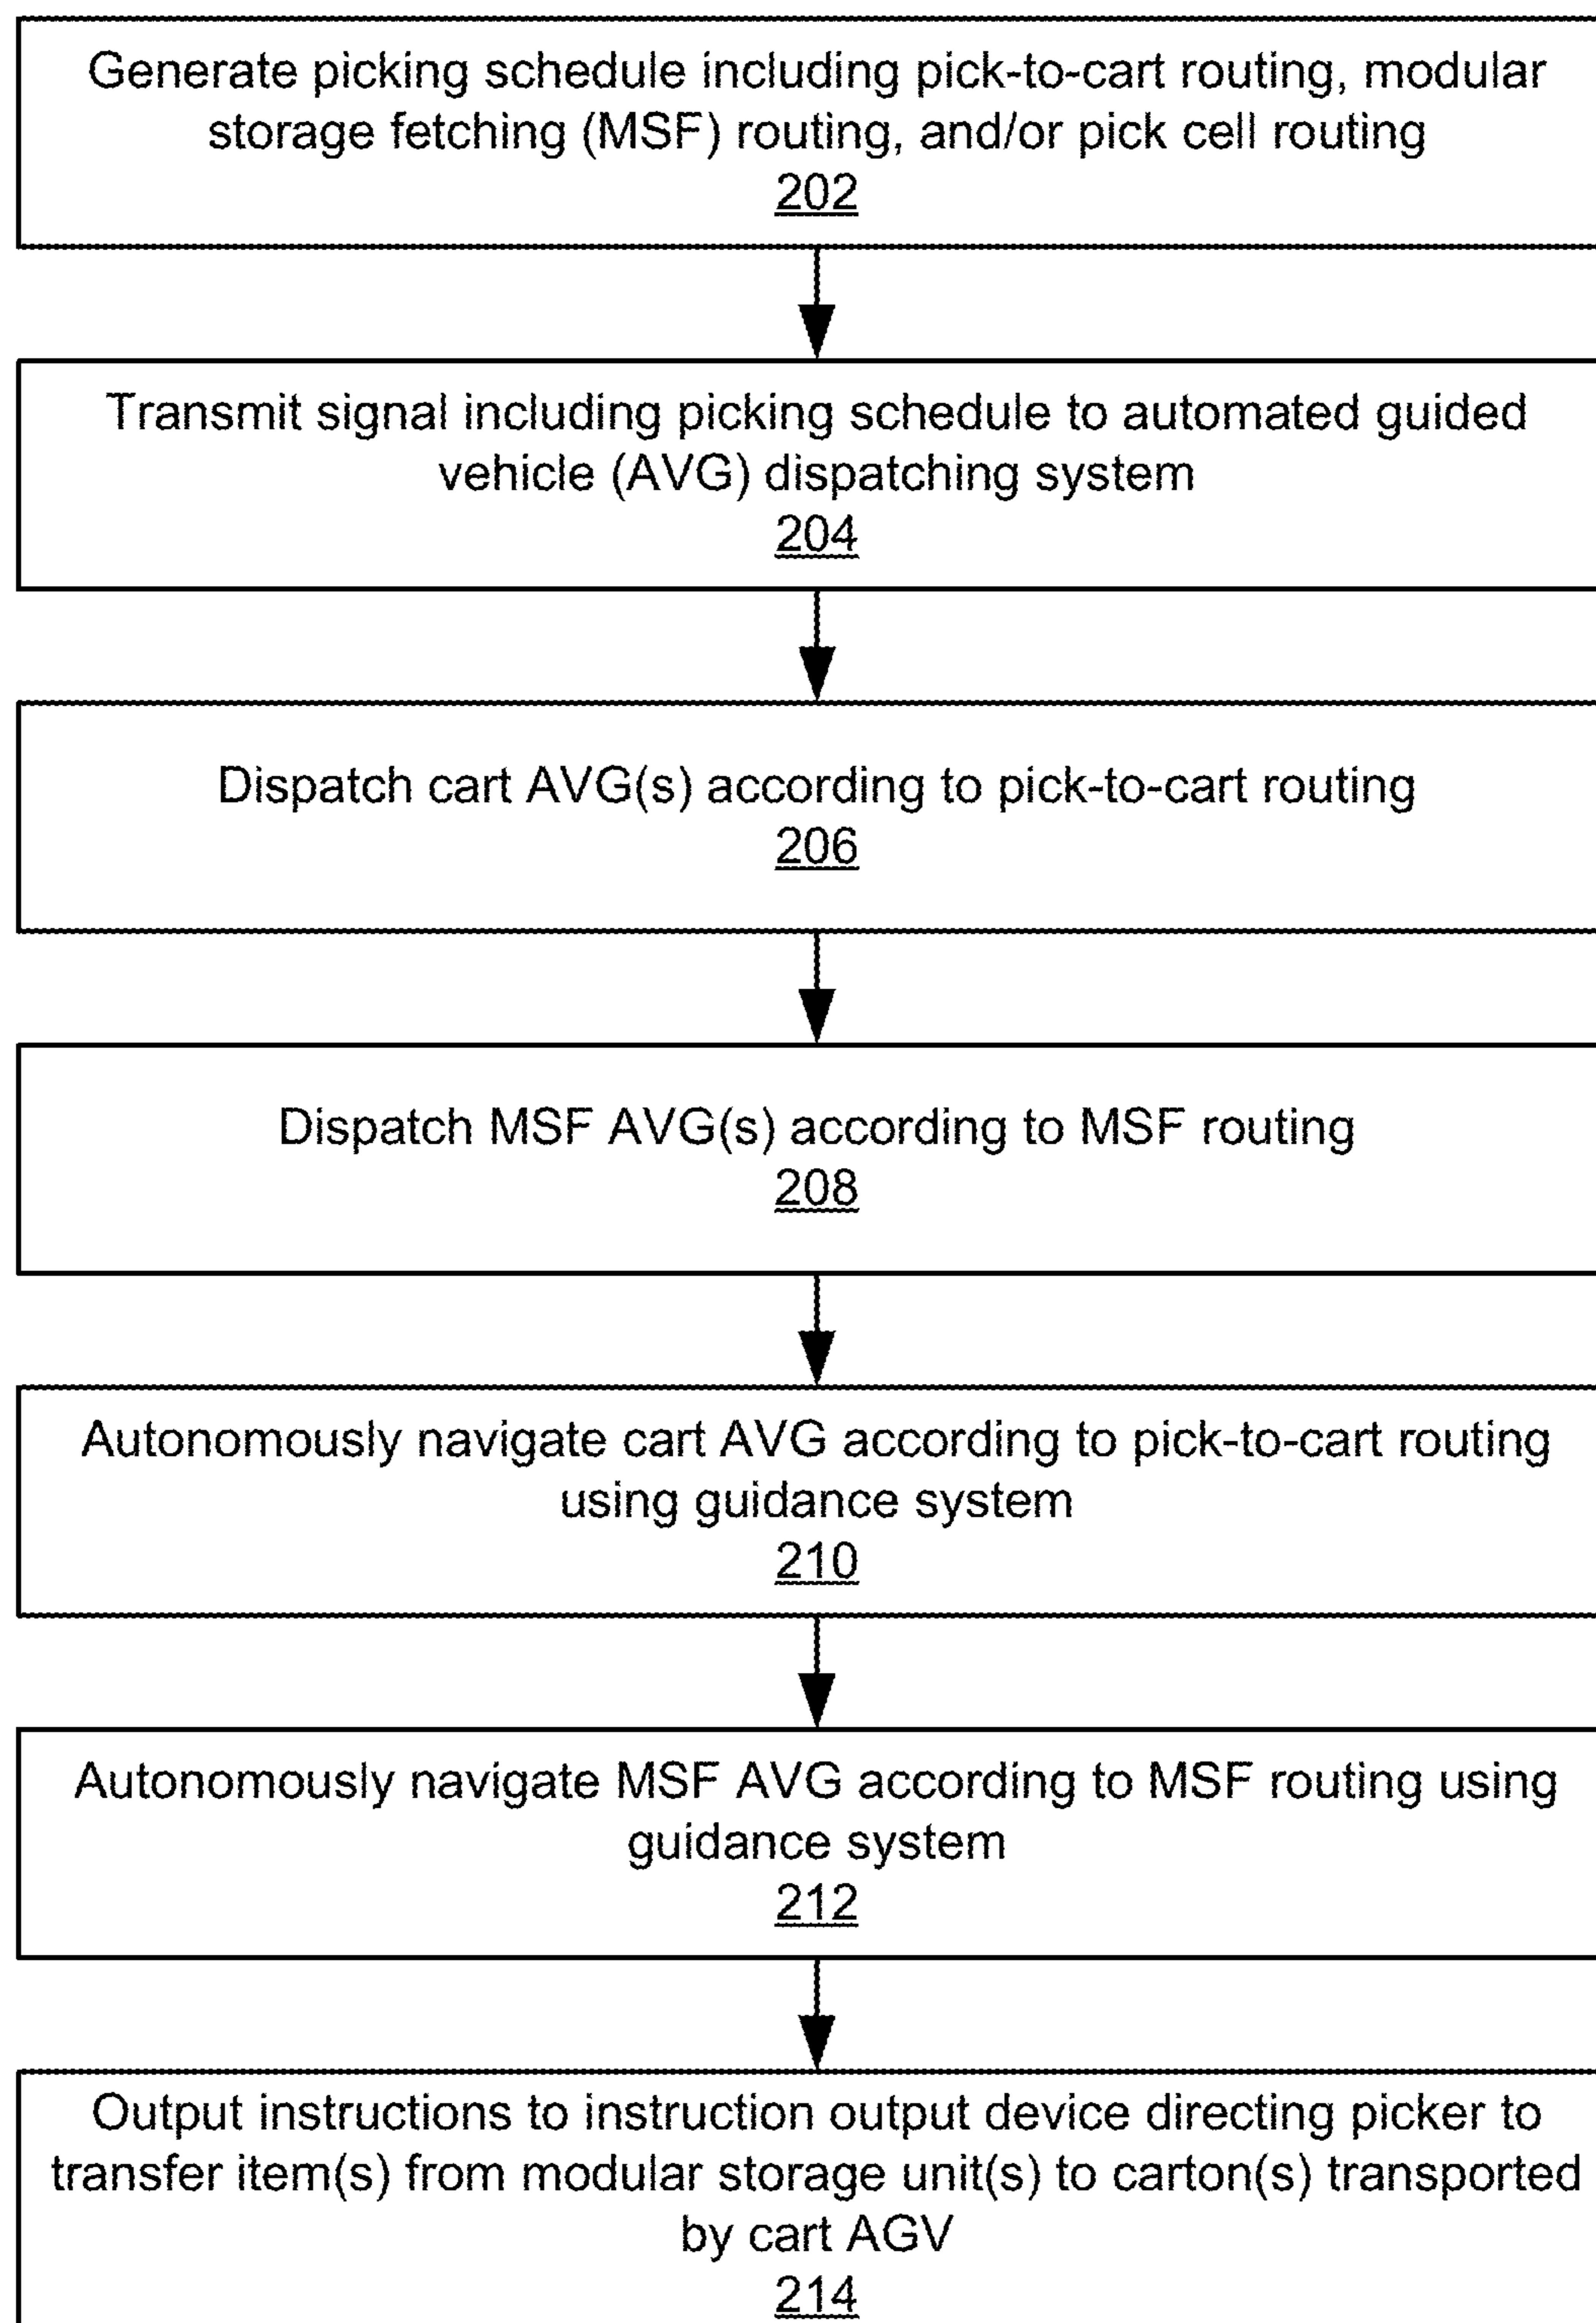 Generate picking schedule including pick-to-cart routing, modular
storage fetching (MSF) routing, and/or pick cell routing
202
Transmit signal including picking schedule to automated guided
vehicle (AVG) dispatching system
204
Dispatch cart AVG(s) according to pick-to-cart routing
206
Dispatch MSF AVG(s) according to MSF routing
208
Autonomously navigate cart AVG according to pick-to-cart routing
using guidance system
210
Autonomously navigate MSF AVG according to MSF routing using
guidance system
212
Output instructions to instruction output device directing picker to
transfer item(s) from modular storage unit(s) to carton(s) transported
by cart AGV
214